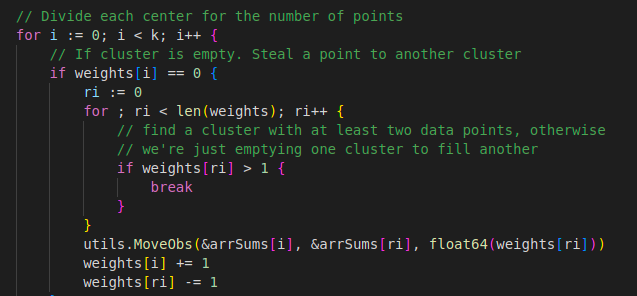 // Divide each center for the number of points
for i := 0; i < k; i++ {
// If cluster is empty. Steal a point to another cluster
if weights[i] == 0 {
ri := 0
for ; ri < len(weights); ri++ {
// find a cluster with at least two data points, otherwise
// we're just emptying one cluster to fill another
if weights[ri] > 1 {
break
}
}
utils.MoveObs(&arrSums[i], &arrSums[ri], float64(weights[ri]))
weights[i] += 1
weights[ri] -= 1